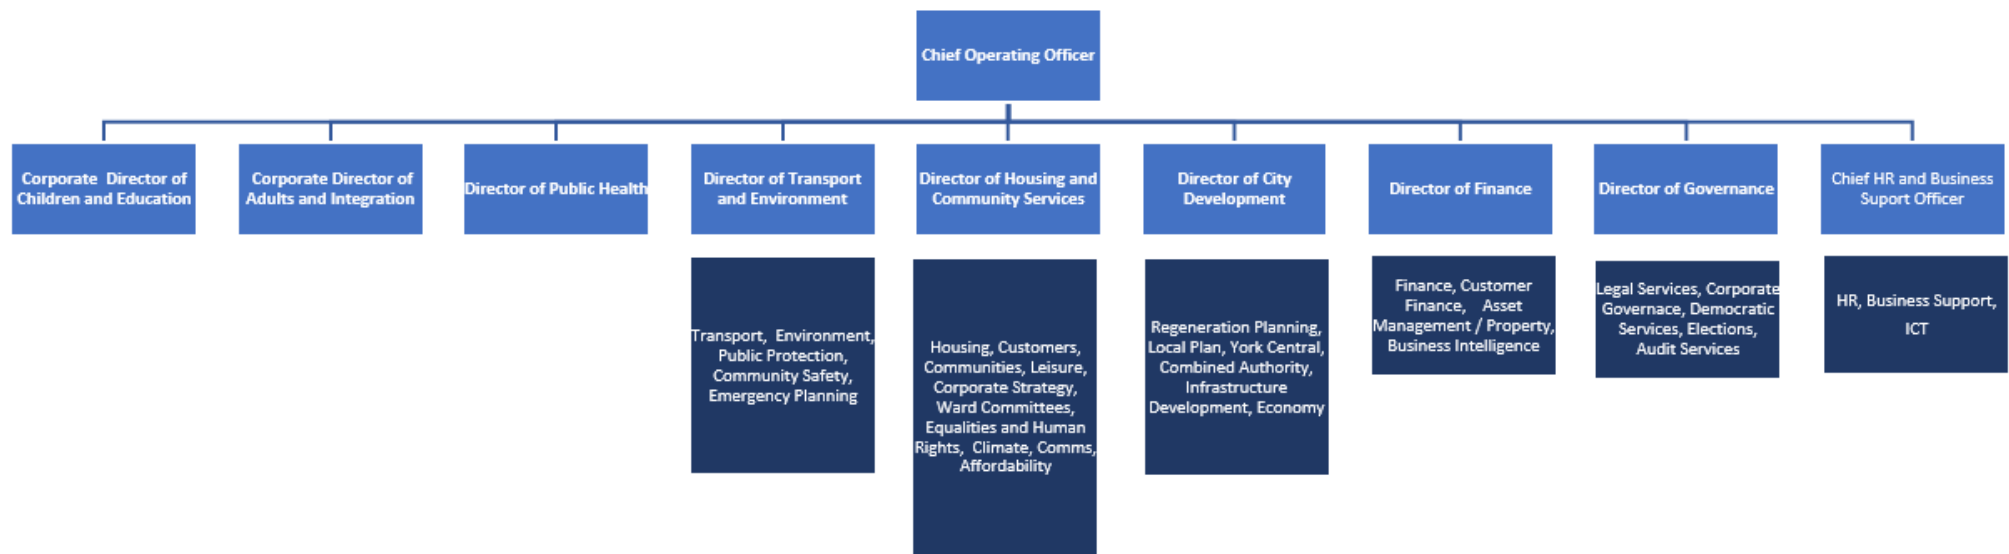 Chief Operating Officer
Corporate Director of
Children and Education
Corporate Director of
Adults and Integration
Director of Public Health
Director of Transport
and Environment
Director of Housing and
Community Services
Director of City
Development
Director of Finance
Director of Governance
Chief HR and Business
Suport Officer
Transport, Environment,
Public Protection,
Community Safety,
Emergency Planning
Housing, Customers,
Communities, Leisure,
Corporate Strategy,
Ward Committees,
Equalities and Human
Rights, Climate, Comms,
Affordability
Regeneration Planning,
Local Plan, York Central,
Combined Authority,
Infrastructure
Development, Economy
Finance, Customer
Finance, Asset
Management / Property,
Business Intelligence
Legal Services, Corporate
Governace, Democratic
Services, Elections,
Audit Services
HR, Business Support,
ICT